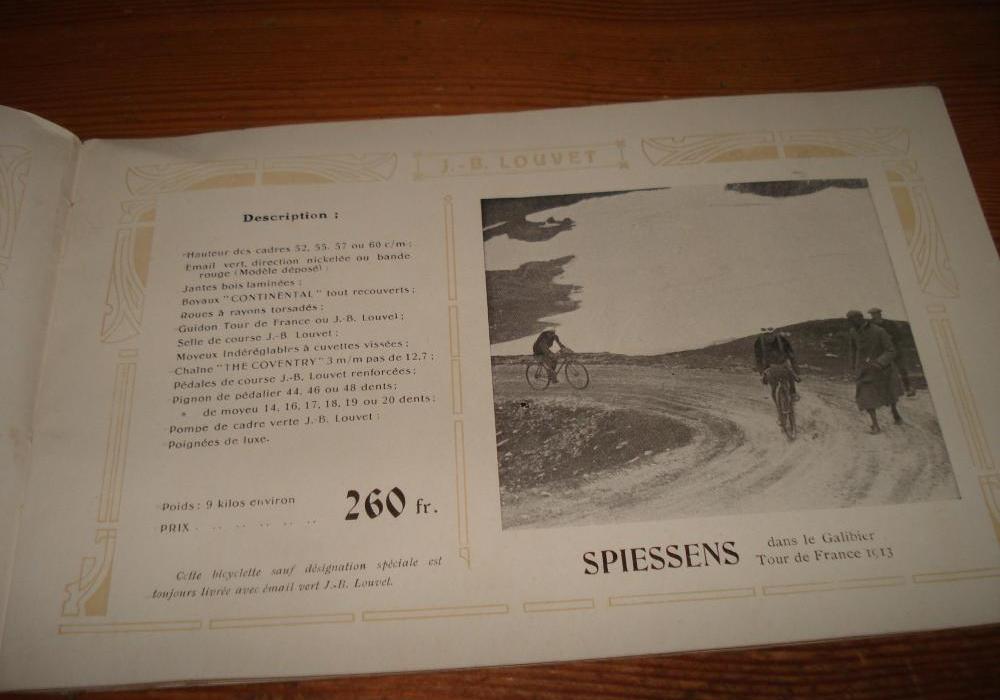 J.-B. LOUVET
Description :
Hauteur des cadres 52, 55, 57 ou 60 c/m ;
Email vert, direction nickelée ou bande
rouge (Modèle déposé) ;
Jantes bois laminées ;
Boyaux "CONTINENTAL" tout recouverts ;
Roues à rayons torsadés ;
Guidon Tour de France ou J.-B. Louvet ;
Selle de course J.-B. Louvet ;
Moyeux indéréglables à cuvettes vissées ;
Chaîne "THE COVENTRY" 3 m/m pas de 12,7 ;
Pédales de course J.-B. Louvet renforcées ;
Pignon de pédalier 44, 46 ou 48 dents ;
» de moyeu 14, 16, 17, 18, 19 ou 20 dents ;
Pompe de cadre verte J.-B. Louvet ;
Poignées de luxe.
Poids : 9 kilos environ
PRIX . .. .. .. .. .. 260 fr.
Cette bicyclette sauf désignation spéciale est
toujours livrée avec émail vert J.-B. Louvet.
SPIESSENS dans le Galibier
Tour de France 1913